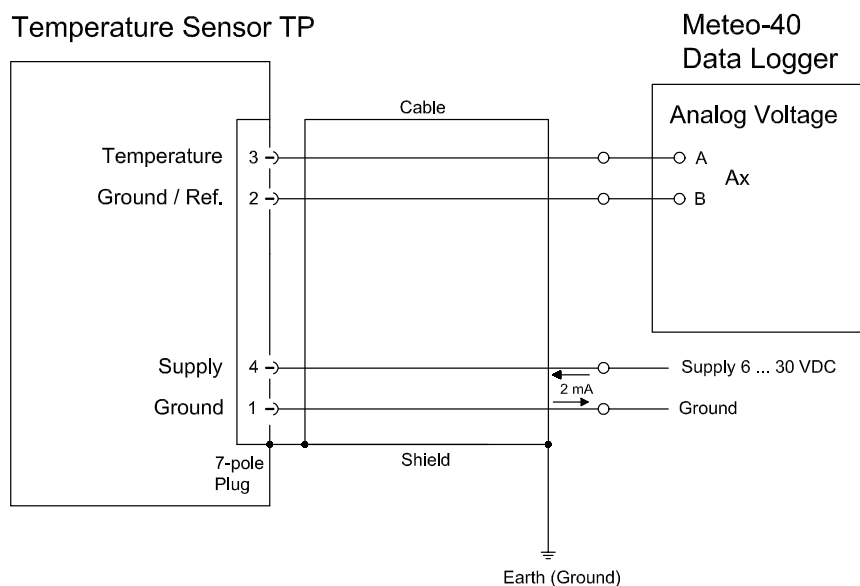 Temperature Sensor TP
Meteo-40
Data Logger
Cable
Analog Voltage
Temperature 3
A
Ground / Ref. 2
B
Ax
Supply 4
Supply 6 ... 30 VDC
2 mA
Ground 1
Ground
7-pole
Plug
Shield
Earth (Ground)